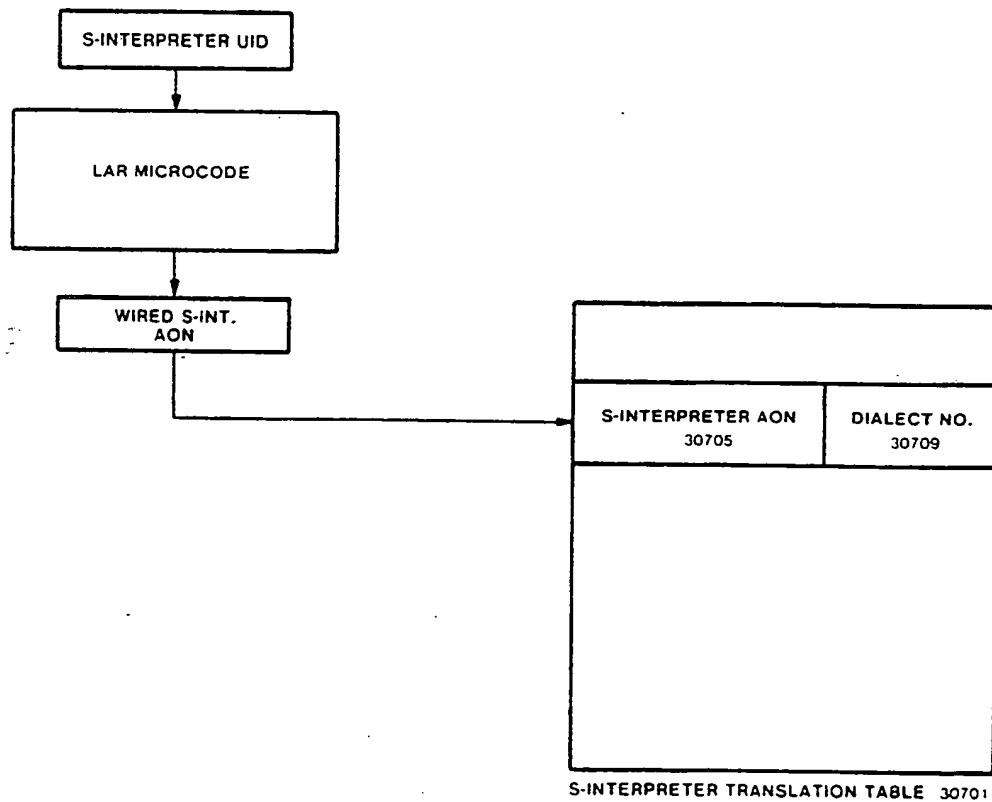 S-INTERPRETER UID
LAR MICROCODE
WIRED S-INT.
AON
S-INTERPRETER AON
30705
DIALECT NO.
30709
S-INTERPRETER TRANSLATION TABLE 30701